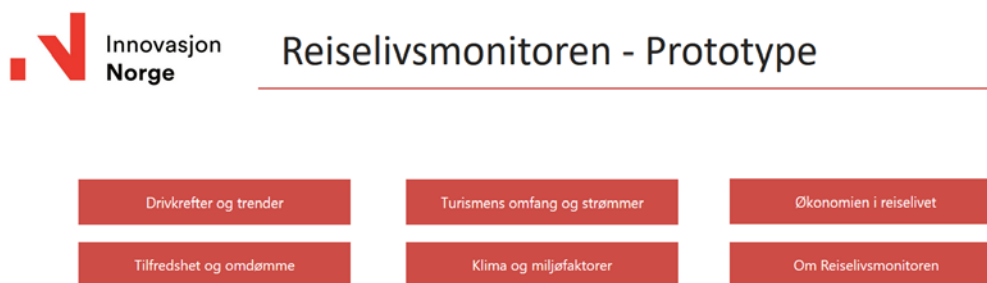 Innovasjon
Norge
Reiselivsmonitoren - Prototype
Drivkrefter og trender
Turismens omfang og strømmer
Økonomien i reiselivet
Tilfredshet og omdømme
Klima og miljøfaktorer
Om Reiselivsmonitoren